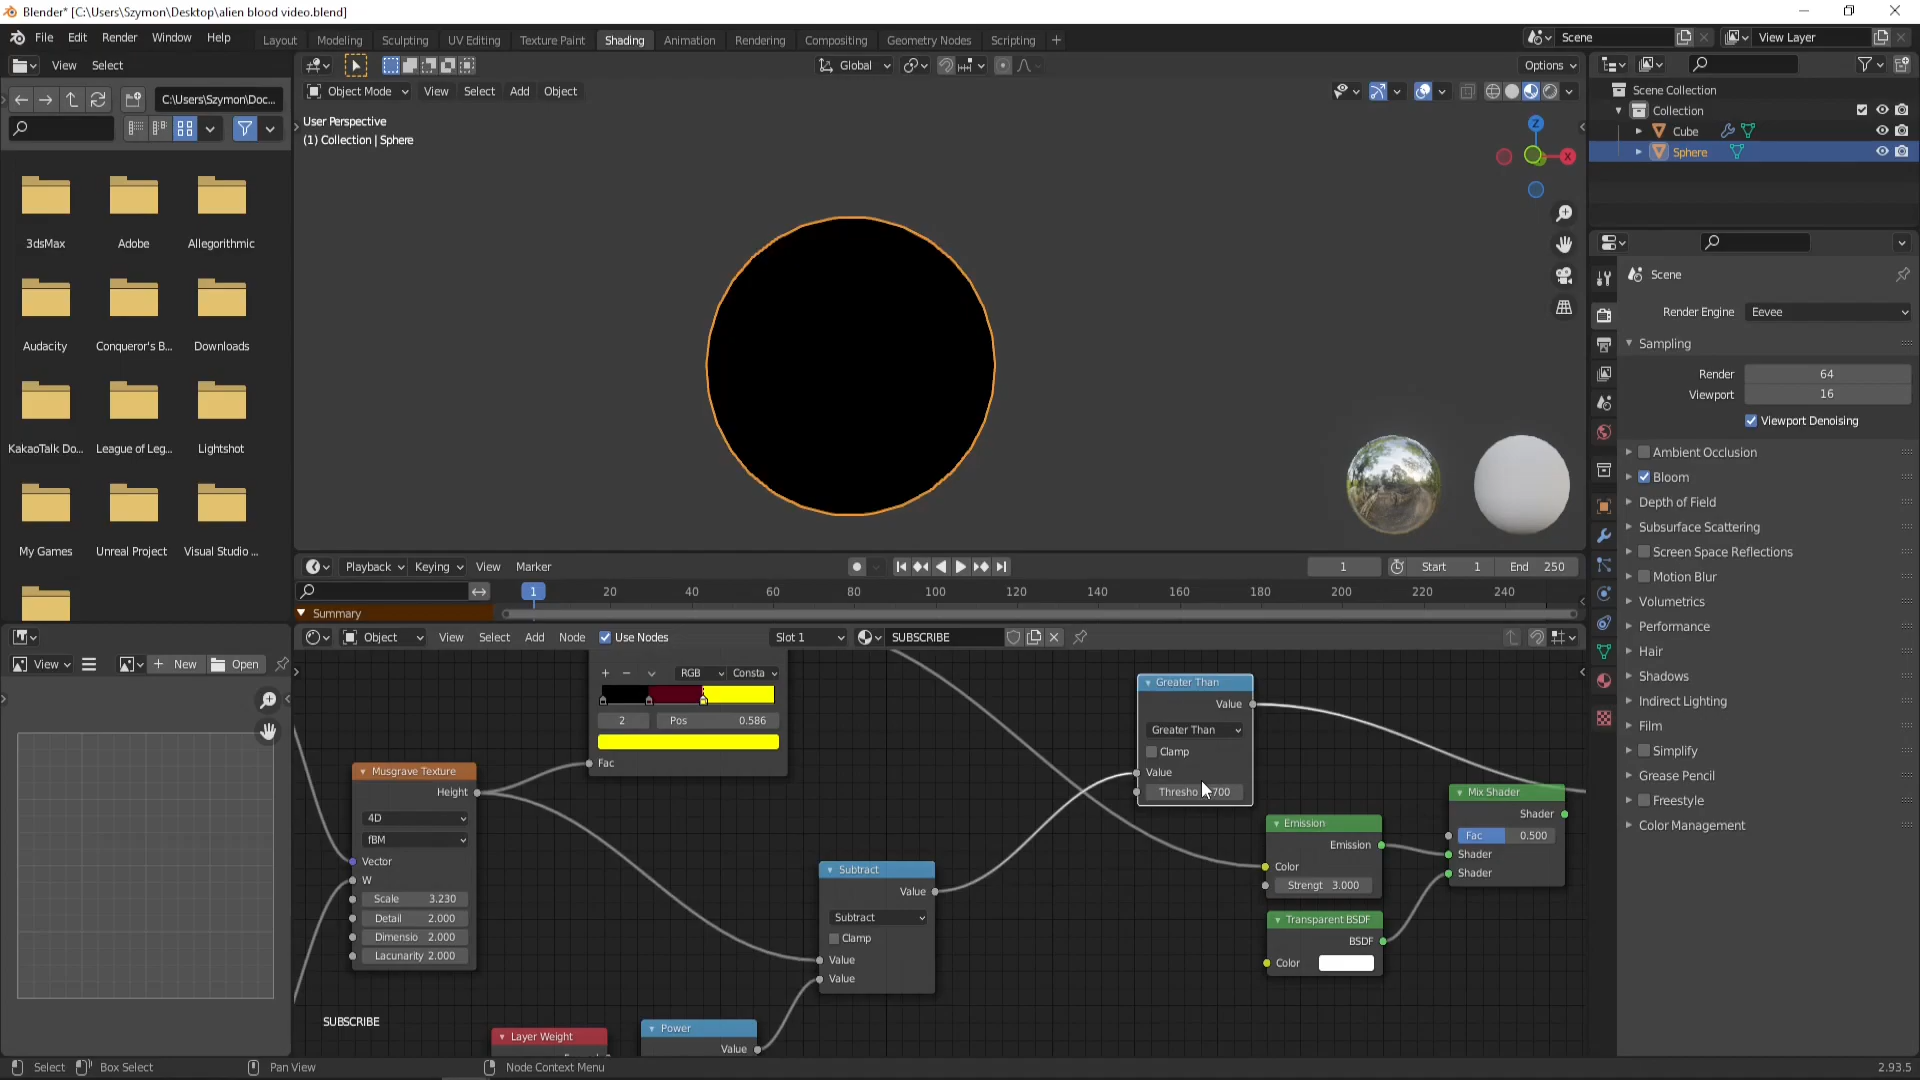 Blender* [C:\Users\Szymon\Desktop\alien blood video.blend]
File Edit Render Window Help Layout Modeling Sculpting UV Editing Texture Paint Shading Animation Rendering Compositing Geometry Nodes Scripting + Scene View Layer
View Select
Global
Options
C:\Users\Szymon\Doc...
Object Mode View Select Add Object
User Perspective
(1) Collection | Sphere
Z
X
Scene Collection
Collection
Cube
Sphere
3dsMax Adobe Allegorithmic
Audacity Conqueror's B... Downloads
KakaoTalk Do... League of Leg... Lightshot
My Games Unreal Project Visual Studio ...
Scene
Render Engine Eevee
Sampling
Render 64
Viewport 16
Viewport Denoising
Ambient Occlusion
Bloom
Depth of Field
Subsurface Scattering
Screen Space Reflections
Motion Blur
Volumetrics
Performance
Hair
Shadows
Indirect Lighting
Film
Simplify
Grease Pencil
Freestyle
Color Management
Playback Keying View Marker 1 Start 1 End 250
1 20 40 60 80 100 120 140 160 180 200 220 240
Summary
Object View Select Add Node Use Nodes Slot 1 SUBSCRIBE
View New Open
RGB Consta
2 Pos 0.586
Fac
Musgrave Texture
Height
4D
fBM
Vector
W
Scale 3.230
Detail 2.000
Dimensio 2.000
Lacunarity 2.000
Subtract
Value
Subtract
Clamp
Value
Value
Greater Than
Value
Greater Than
Clamp
Value
Thresho 700
Emission
Emission
Color
Strengt 3.000
Transparent BSDF
BSDF
Color
Mix Shader
Shader
Fac 0.500
Shader
Shader
Layer Weight
Power
Value
SUBSCRIBE
Select Box Select Pan View Node Context Menu 2.93.5